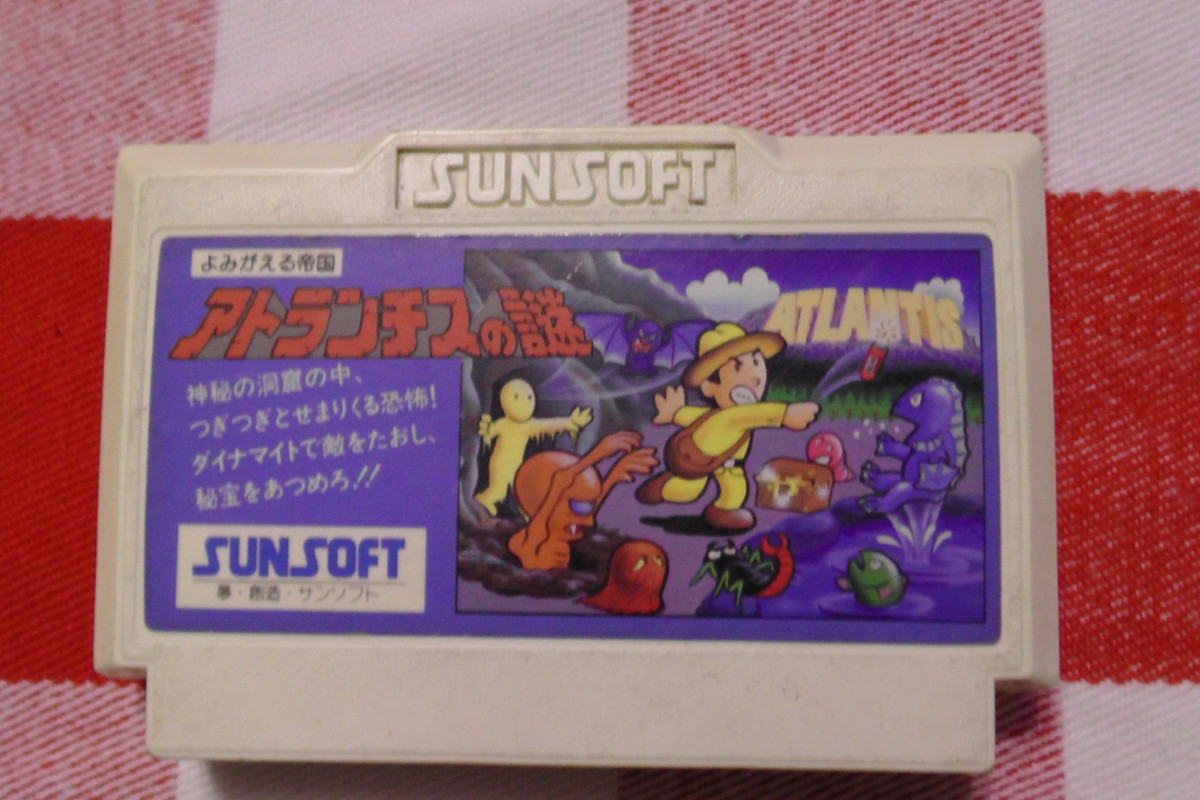 SUNSOFT
よみがえる帝国
アトランチスの謎
神秘の洞窟の中、
つぎつぎとせまりくる恐怖!
ダイナマイトで敵をたおし、
秘宝をあつめろ!!
SUNSOFT
夢・創造・サンソフト
ATLANTIS